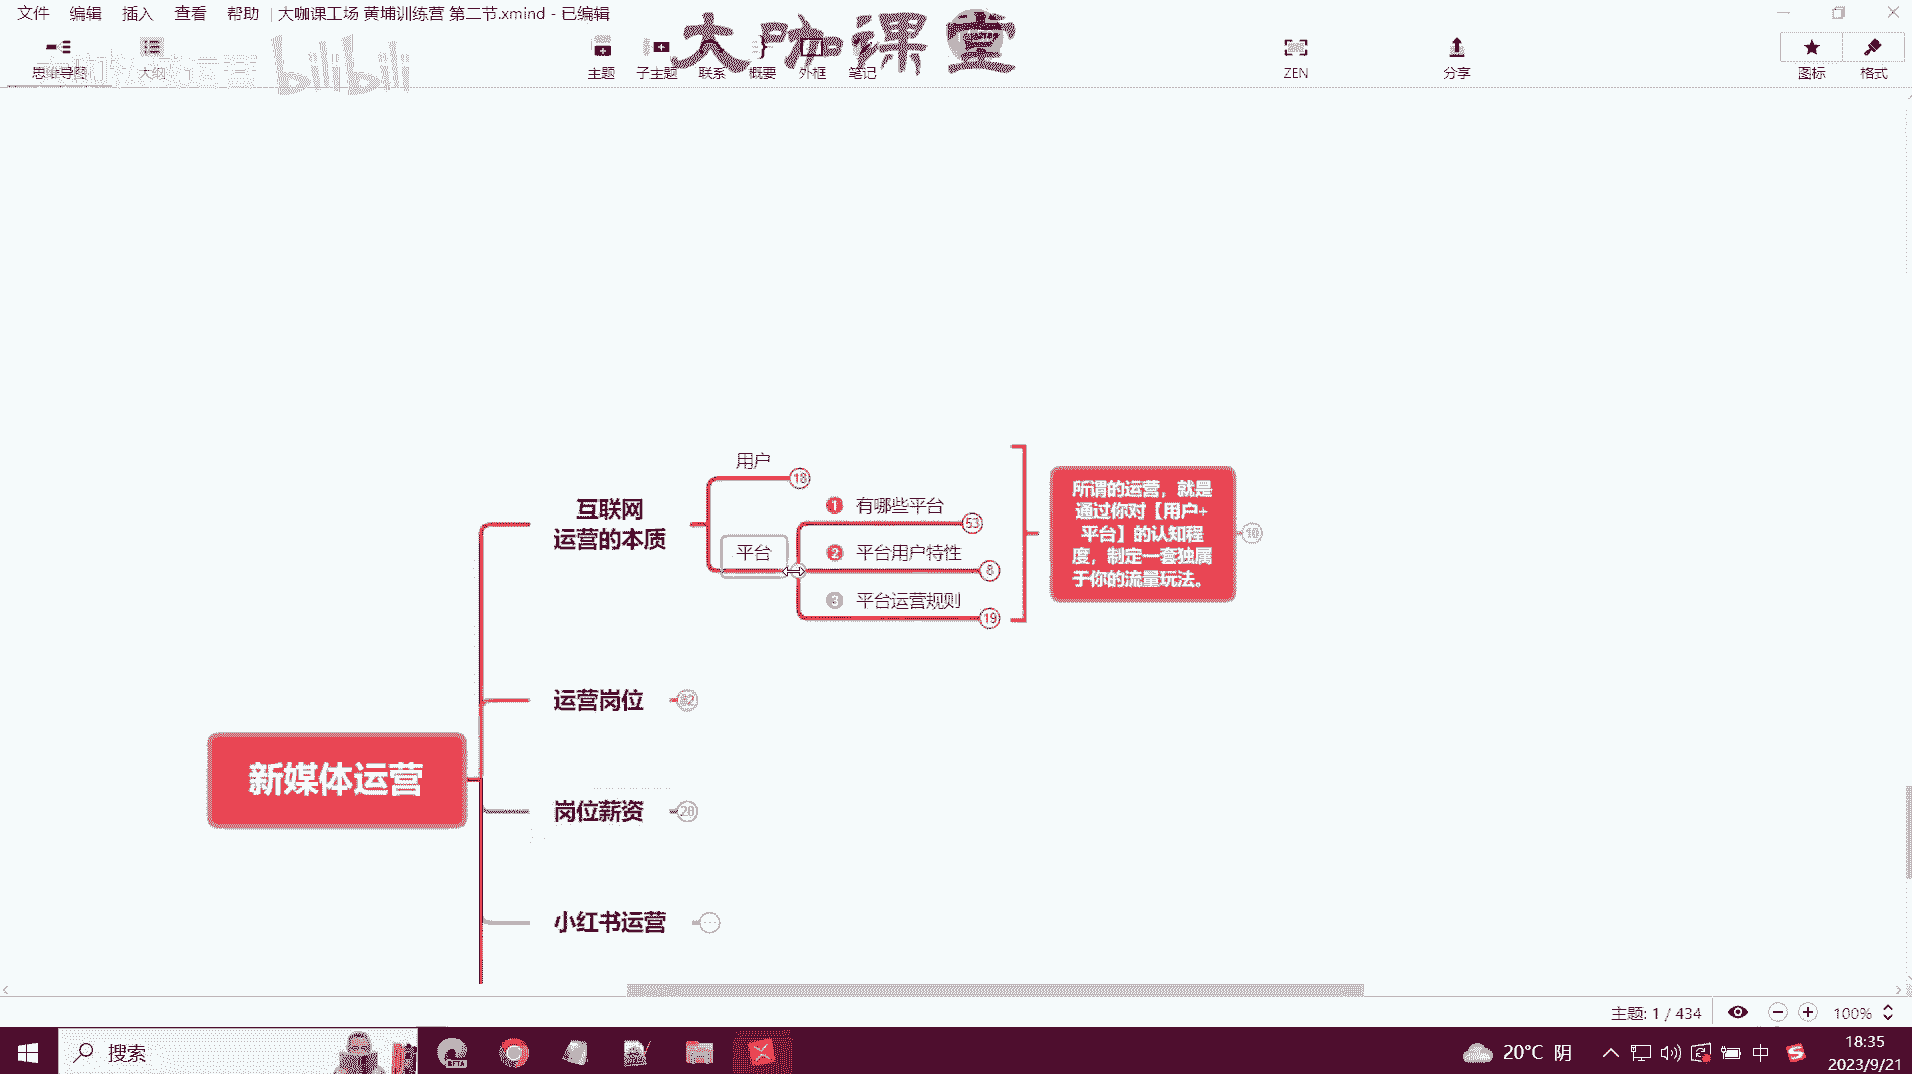 文件 编辑 插入 查看 帮助 大咖课工场 黄埔训练营 第二节.xmind - 已编辑
大咖课堂
思维导图 大纲 主题 子主题 联系 概要 外框 笔记 ZEN 分享 图标 格式
bilibili
用户
18
互联网
运营的本质
平台
1 有哪些平台
53
2 平台用户特性
8
3 平台运营规则
19
所谓的运营，就是
通过你对【用户+
平台】的认知程
度，制定一套独属
于你的流量玩法。
10
运营岗位
岗位薪资
小红书运营
新媒体运营
主题: 1 / 434
100%
搜索
20°C 阴
中
18:35
2023/9/21